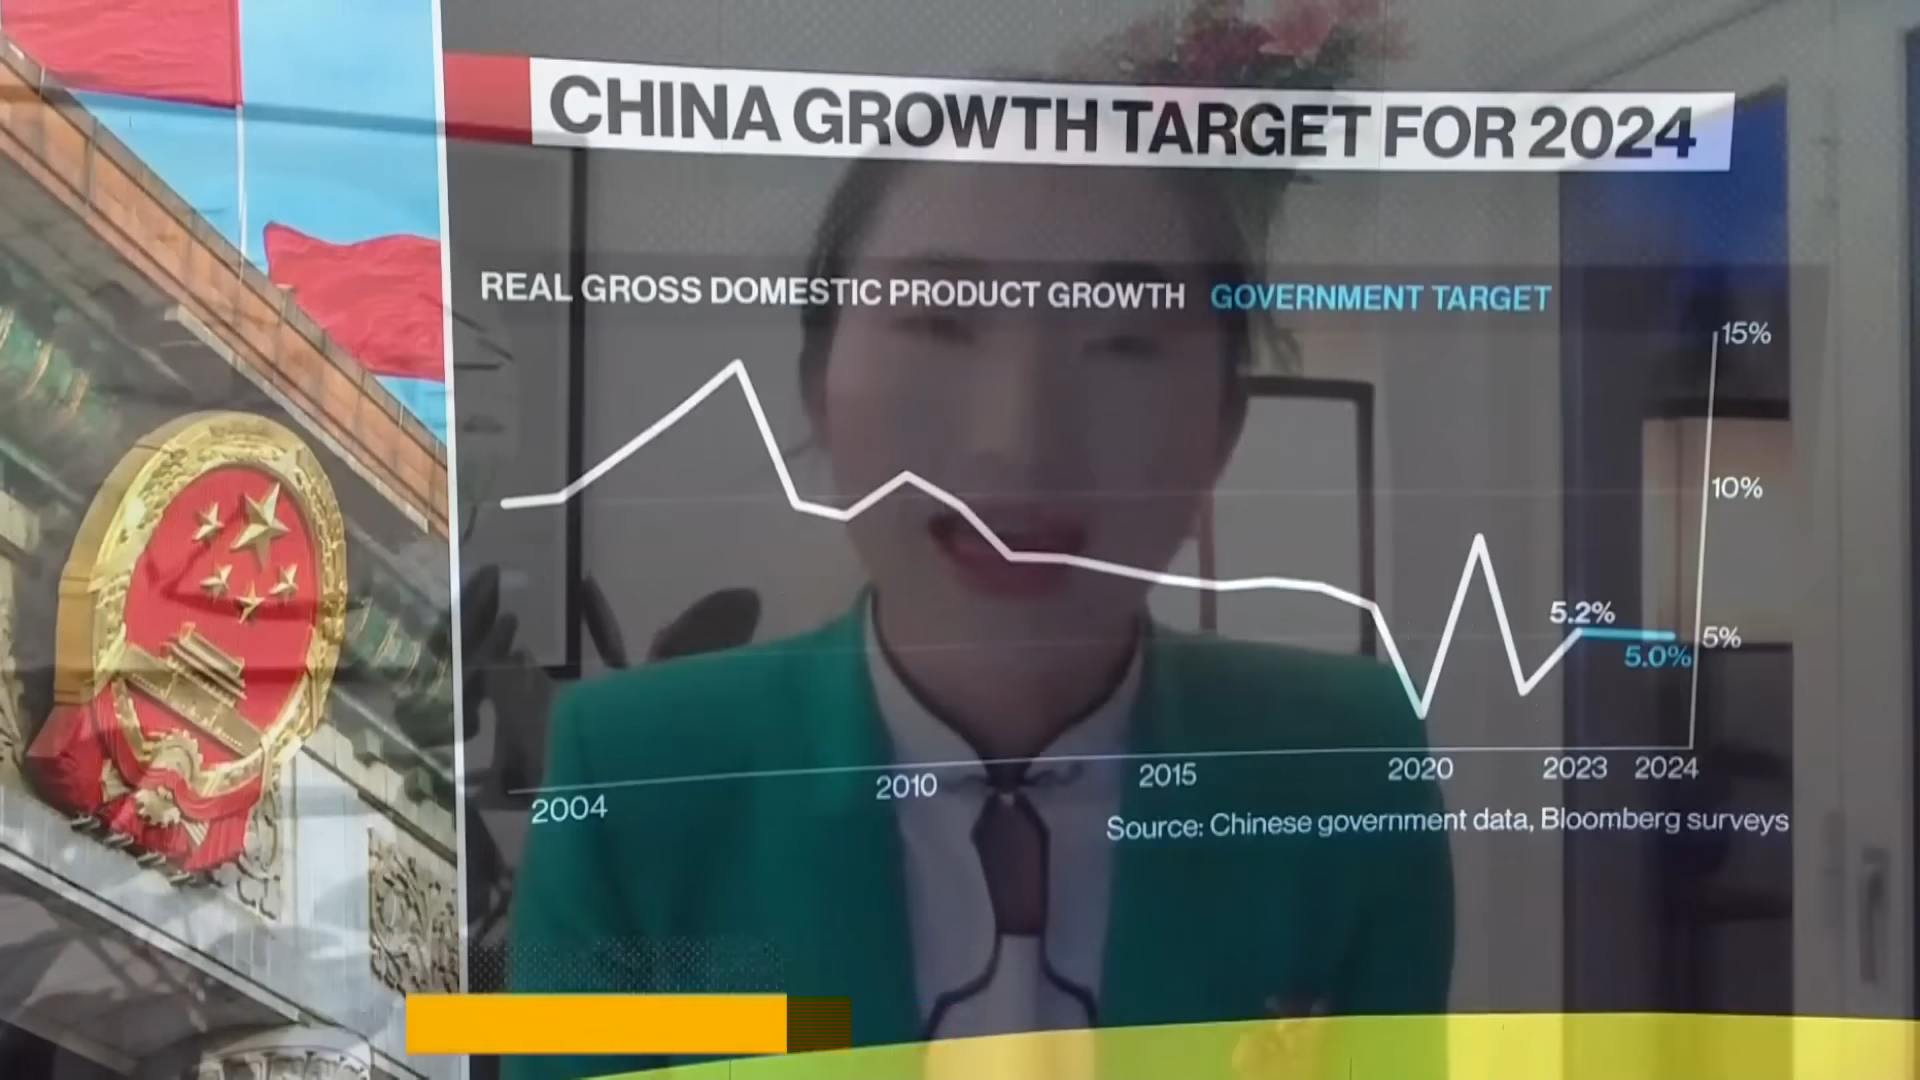 CHINA GROWTH TARGET FOR 2024
REAL GROSS DOMESTIC PRODUCT GROWTH GOVERNMENT TARGET
15%
10%
5.2%
5%
5.0%
2004 2010 2015 2020 2023 2024
Source: Chinese government data, Bloomberg surveys